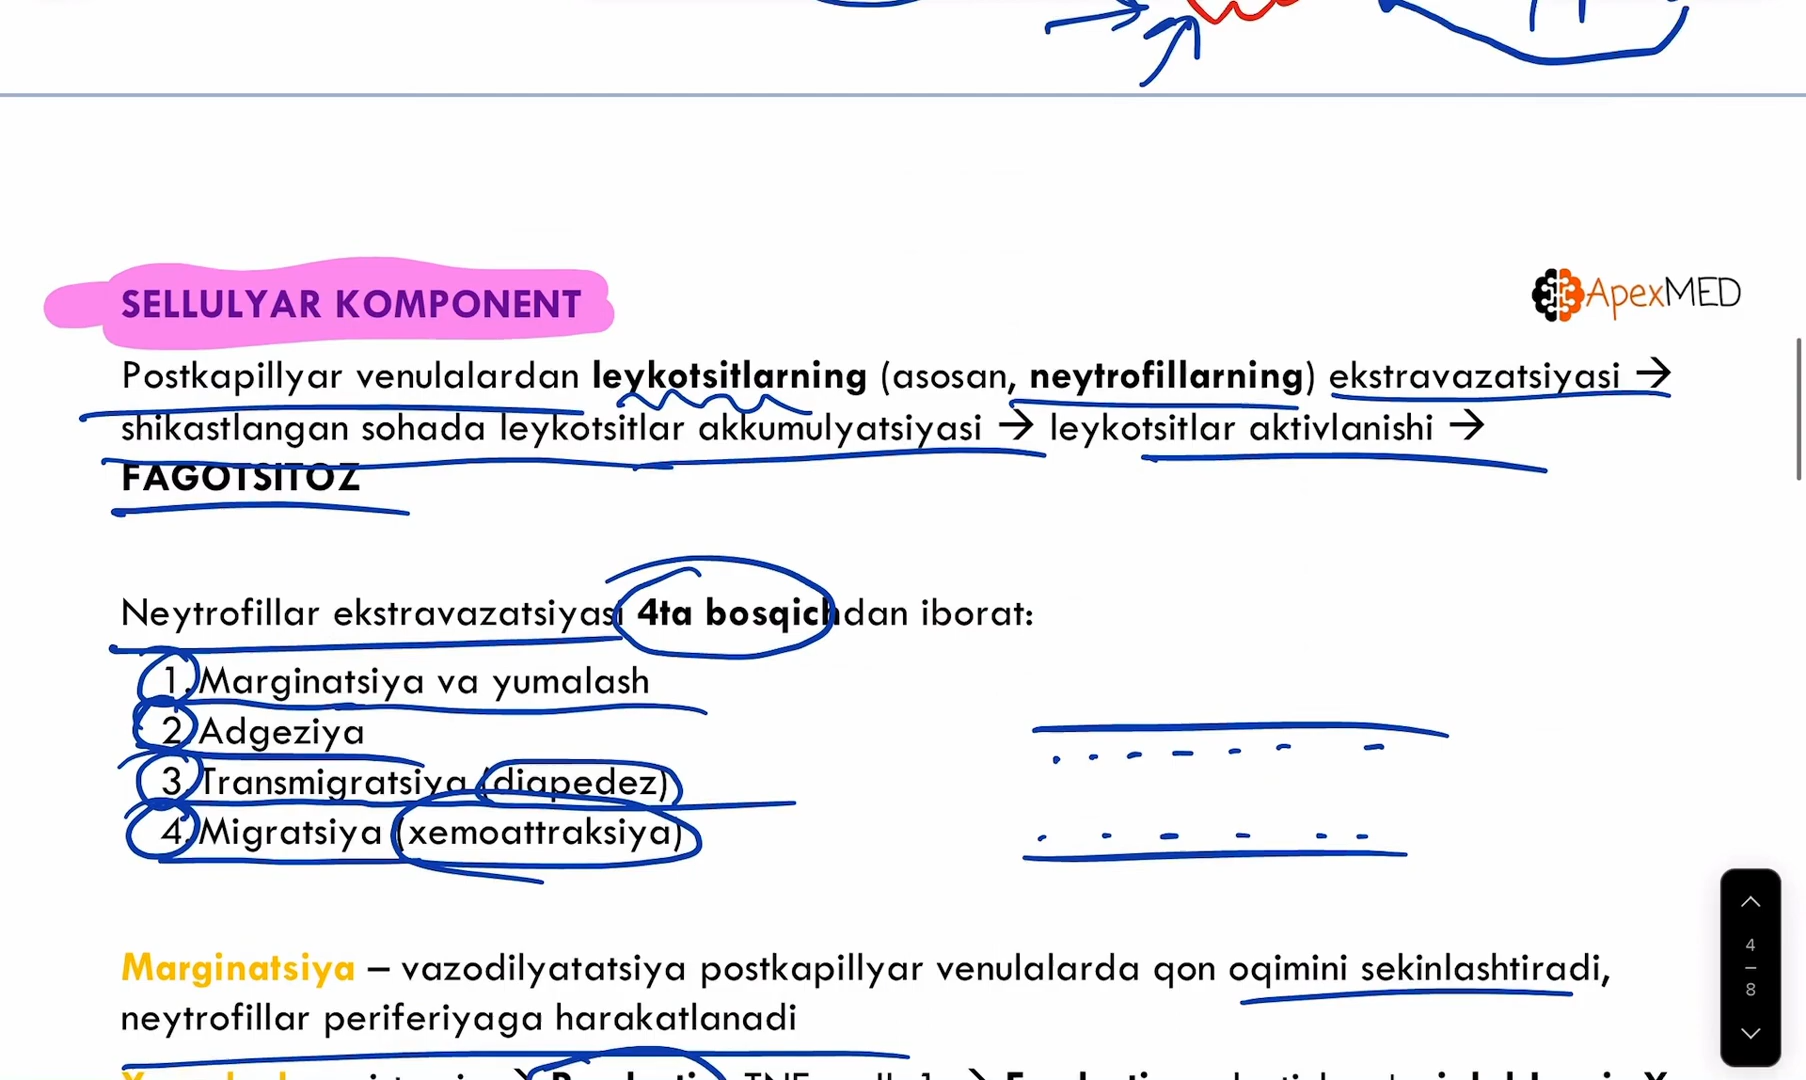 SELLULYAR KOMPONENT
ApexMED
Postkapillyar venulalardan leykotsitlarning (asosan, neytrofillarning) ekstravazatsiyasi →
shikastlangan sohada leykotsitlar akkumulyatsiyasi → leykotsitlar aktivlanishi →
FAGOTSITOZ
Neytrofillar ekstravazatsiyasi 4ta bosqichdan iborat:
1. Marginatsiya va yumalash
2. Adgeziya
3. Transmigratsiya (diapedez)
4. Migratsiya (xemoattraksiya)
4
8
Marginatsiya – vazodilyatatsiya postkapillyar venulalarda qon oqimini sekinlashtiradi,
neytrofillar periferiyaga harakatlanadi